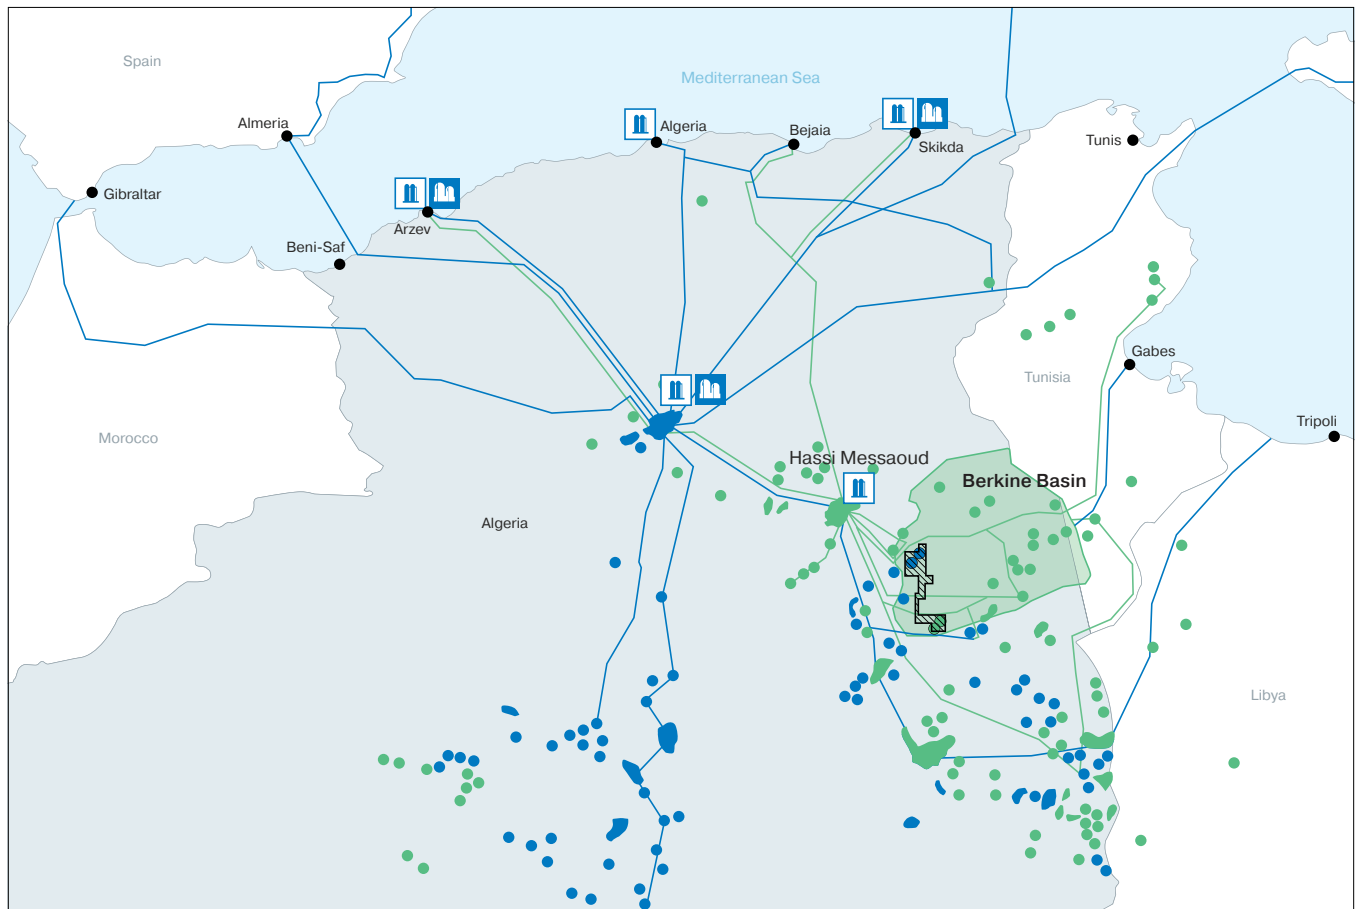 Spain
Mediterranean Sea
Almeria
Algeria
Bejaia
Skikda
Tunis
Gibraltar
Arzev
Beni-Saf
Gabes
Tunisia
Tripoli
Morocco
Hassi Messaoud
Berkine Basin
Algeria
Libya